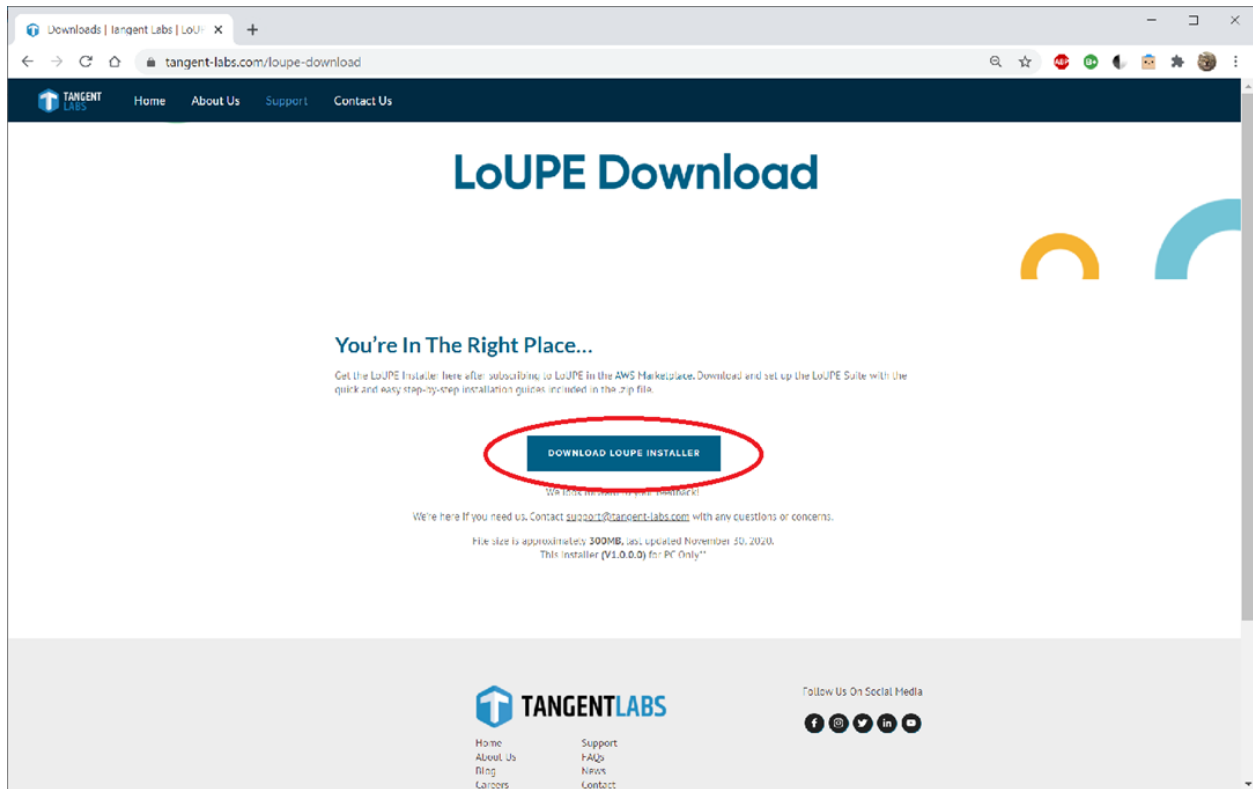 Downloads | Tangent Labs | LoUP
tangent-labs.com/loupe-download
TANGENT LABS Home About Us Support Contact Us
LoUPE Download
You're In The Right Place...
Get the LoUPE Installer here after subscribing to LoUPE in the AWS Marketplace. Download and set up the LoUPE Suite with the
quick and easy step-by-step installation guides included in the .zip file.
DOWNLOAD LOUPE INSTALLER
We look forward to your feedback!
We're here if you need us. Contact support@tangent-labs.com with any questions or concerns.
File size is approximately 300MB, last updated November 30, 2020.
This Installer (V1.0.0.0) for PC Only**
TANGENTLABS
Follow Us On Social Media
Home Support
About Us FAQs
Blog News
Careers Contact